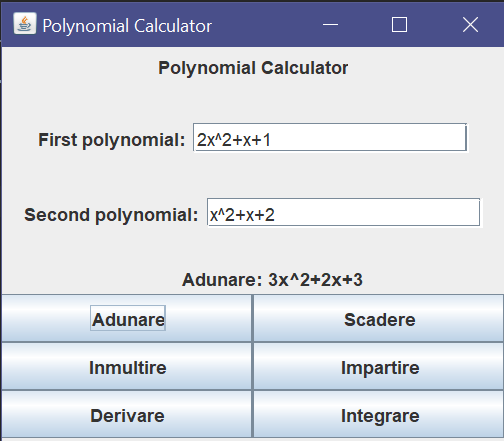 Polynomial Calculator
Polynomial Calculator
First polynomial: 2x^2+x+1
Second polynomial: x^2+x+2
Adunare: 3x^2+2x+3
Adunare Scadere
Inmultire Impartire
Derivare Integrare